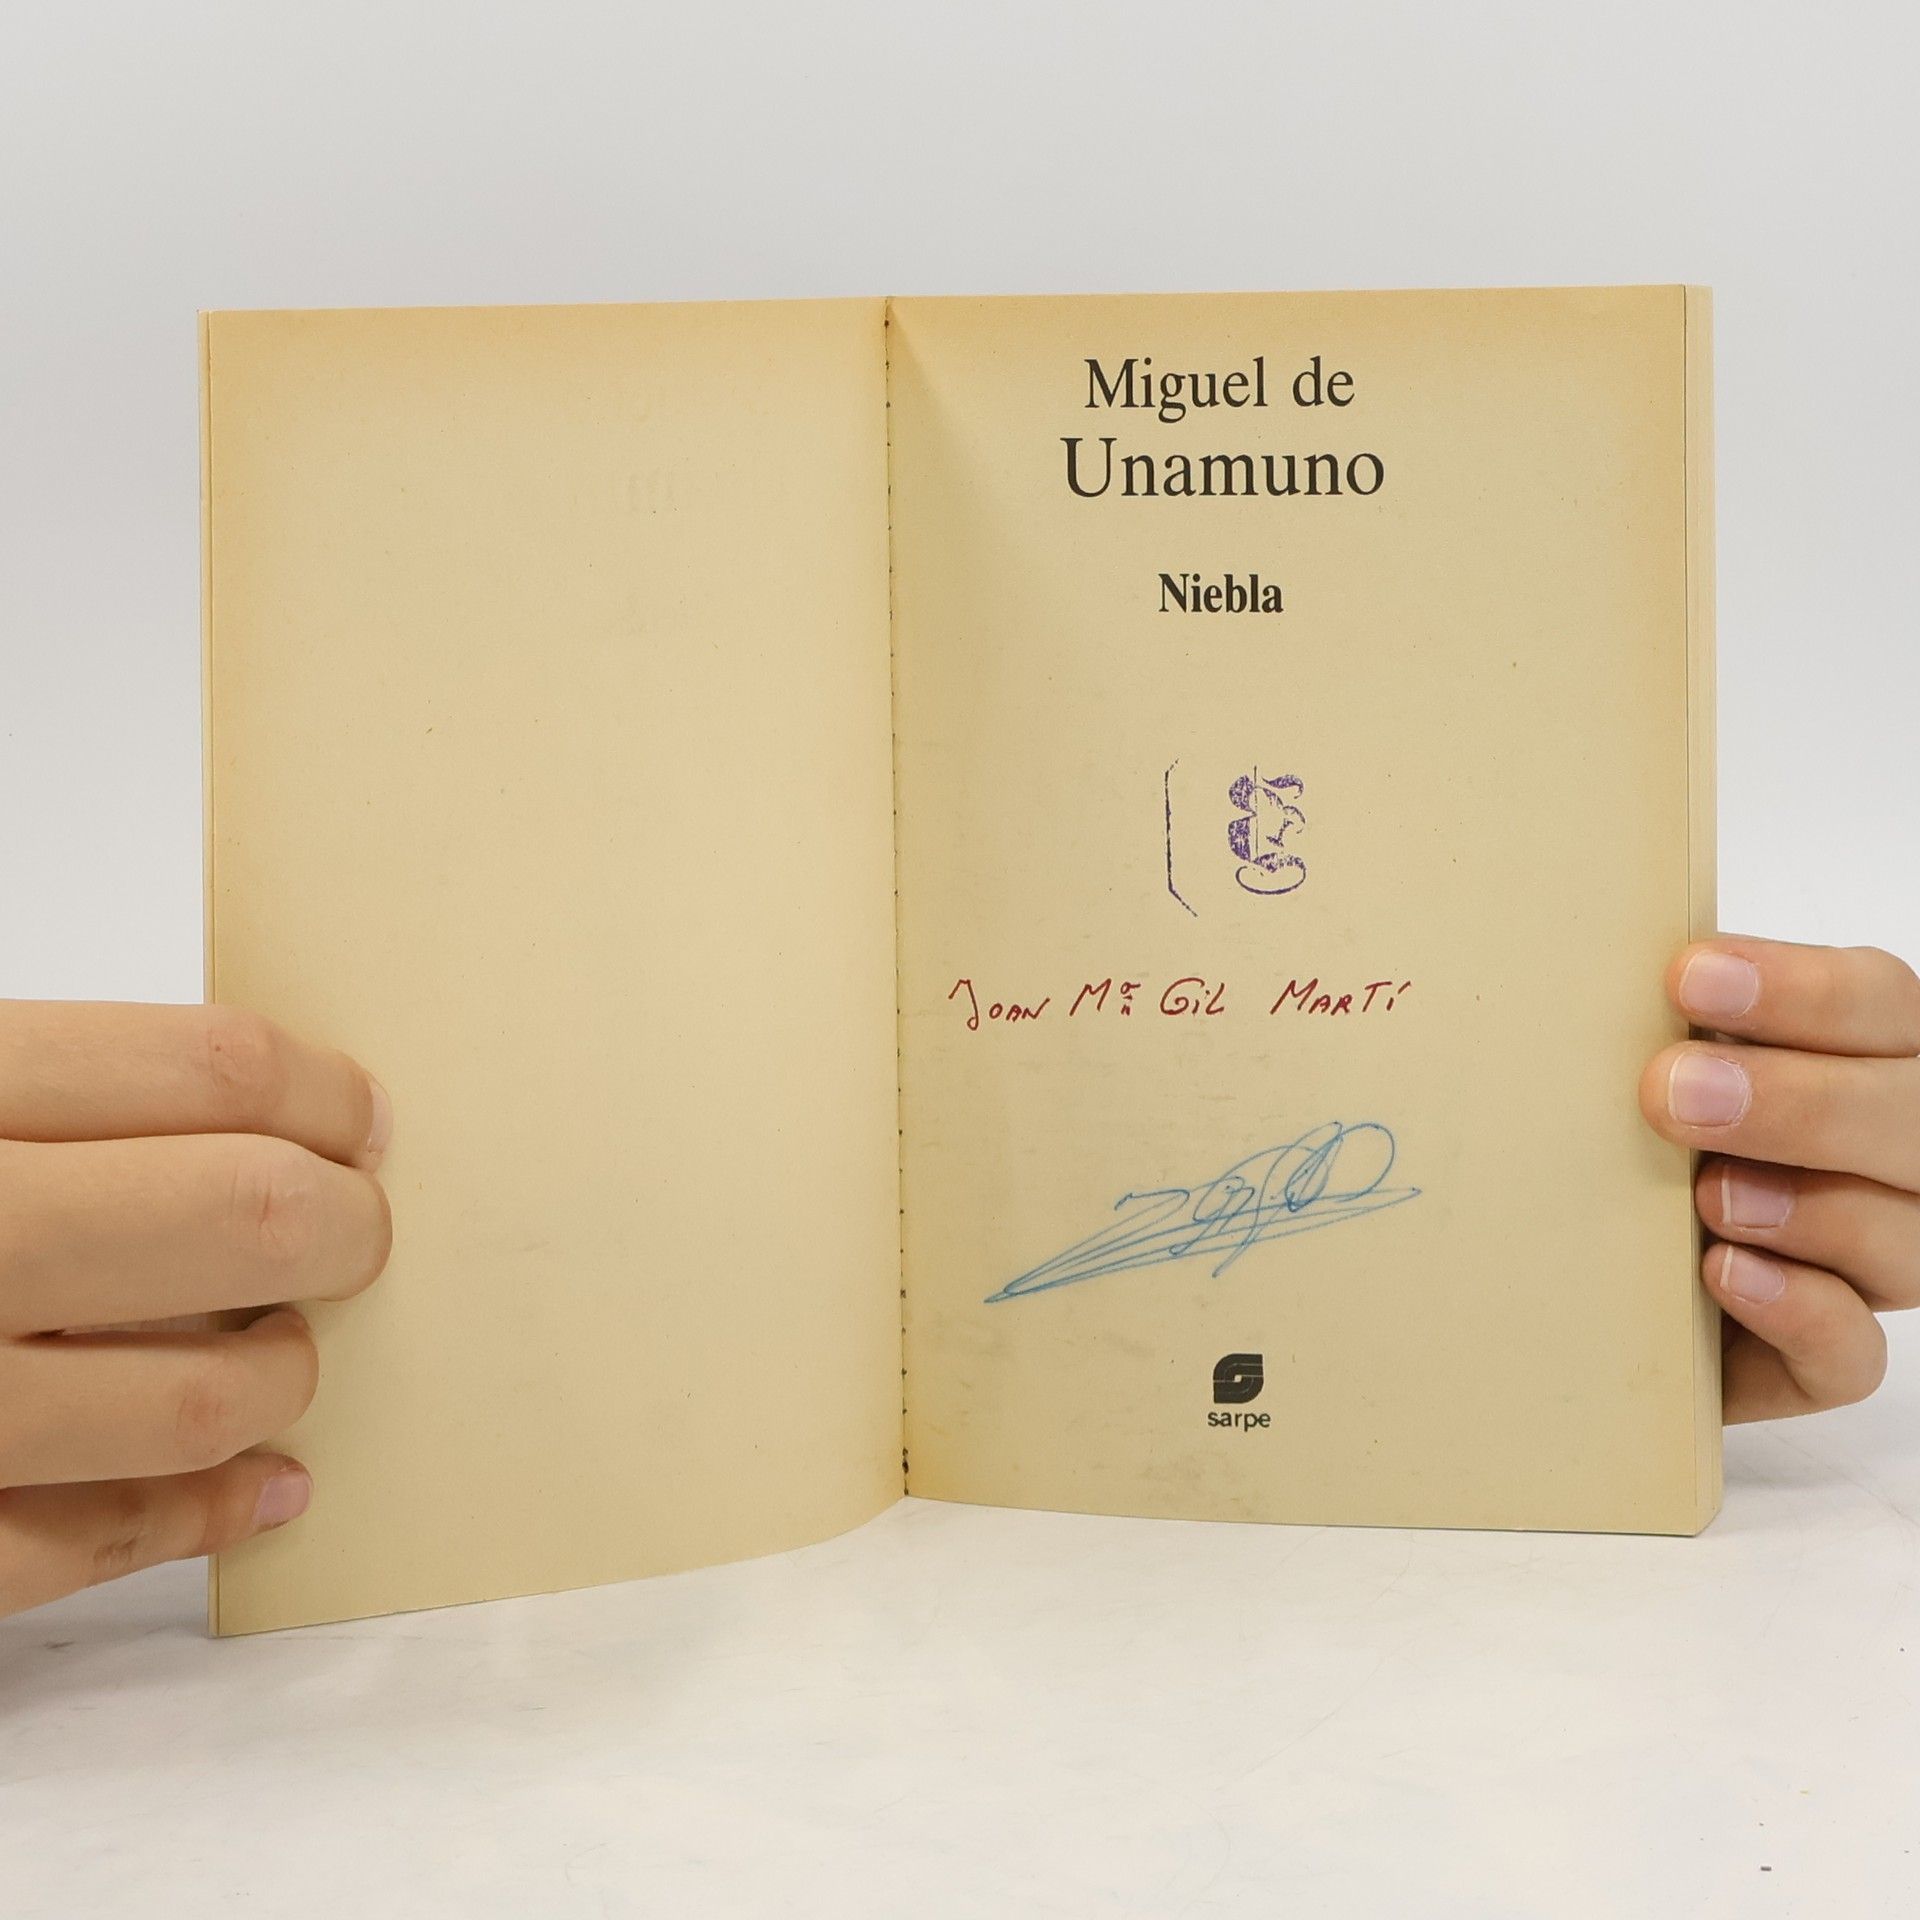 Miguel de
Unamuno
Niebla
Joan Mª Gil Martí
sarpe